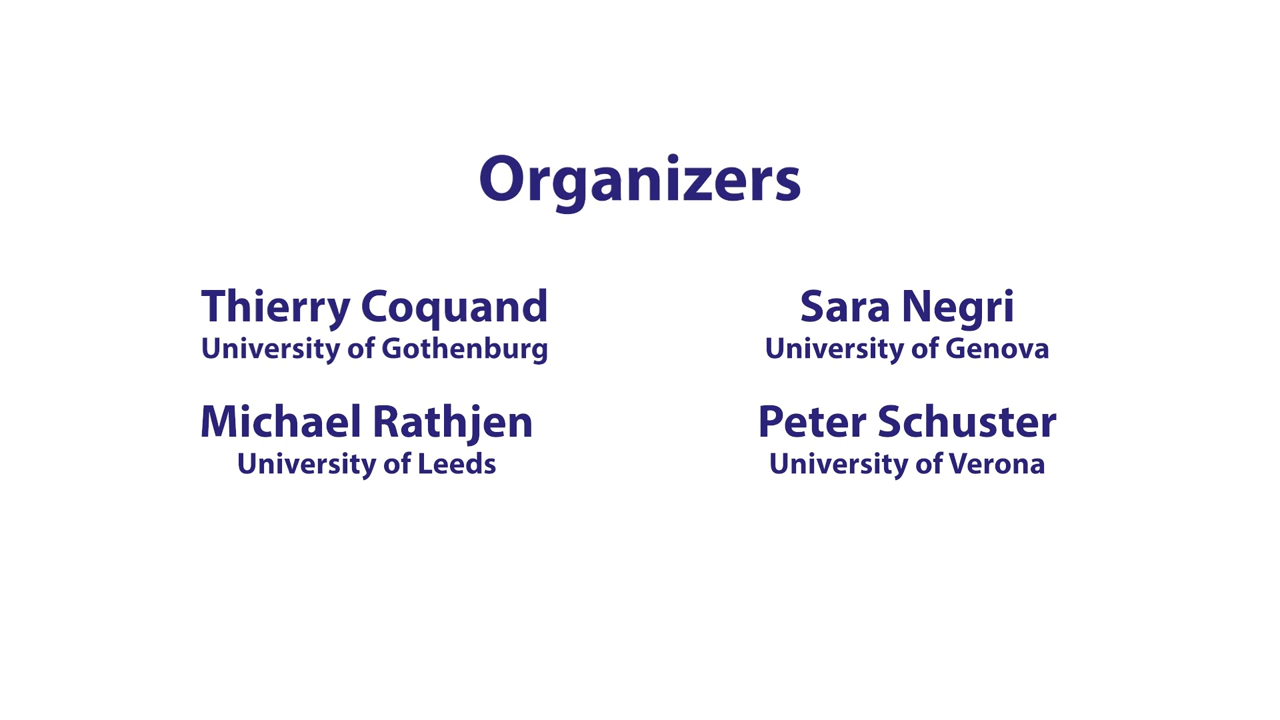 Organizers
Thierry Coquand
University of Gothenburg
Sara Negri
University of Genova
Michael Rathjen
University of Leeds
Peter Schuster
University of Verona